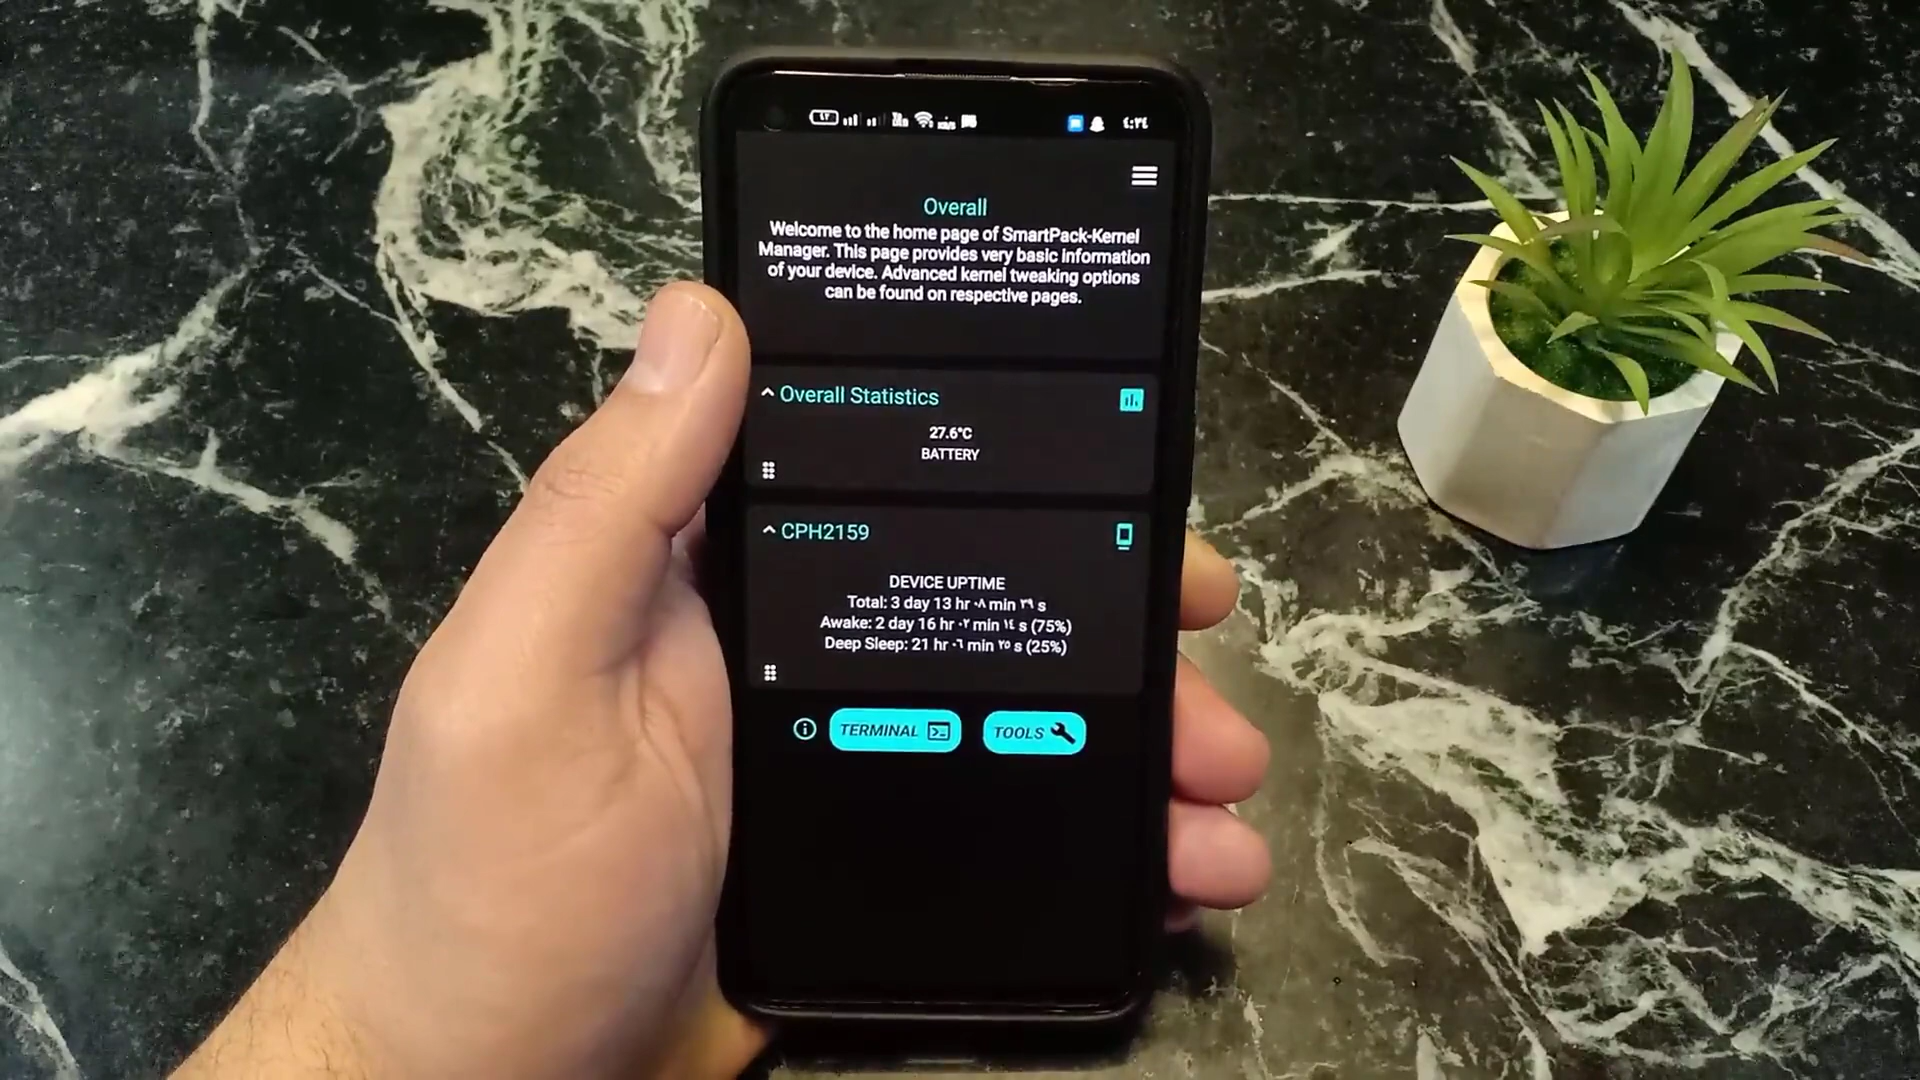 ٤:٢٤
Overall
Welcome to the home page of SmartPack-Kernel
Manager. This page provides very basic information
of your device. Advanced kernel tweaking options
can be found on respective pages.
Overall Statistics
27.6°C
BATTERY
CPH2159
DEVICE UPTIME
Total: 3 day 13 hr ٠٨ min ٣٩ s
Awake: 2 day 16 hr ٠٢ min ١٤ s (75%)
Deep Sleep: 21 hr ٠٦ min ٢٥ s (25%)
TERMINAL
TOOLS